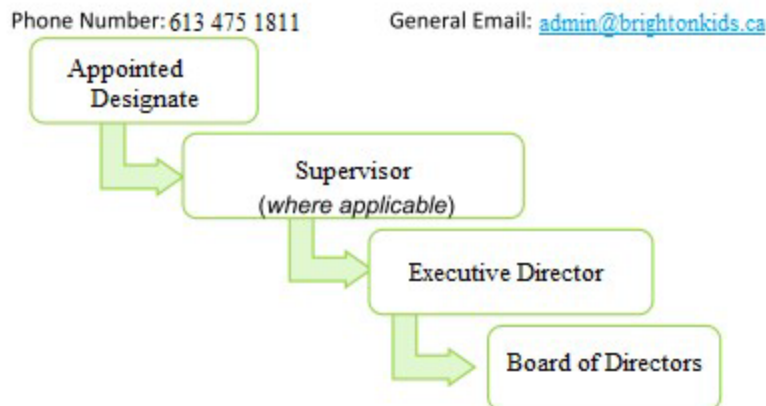 Phone Number: 613 475 1811 General Email: admin@brightonkids.ca
Appointed
Designate
Supervisor
(where applicable)
Executive Director
Board of Directors